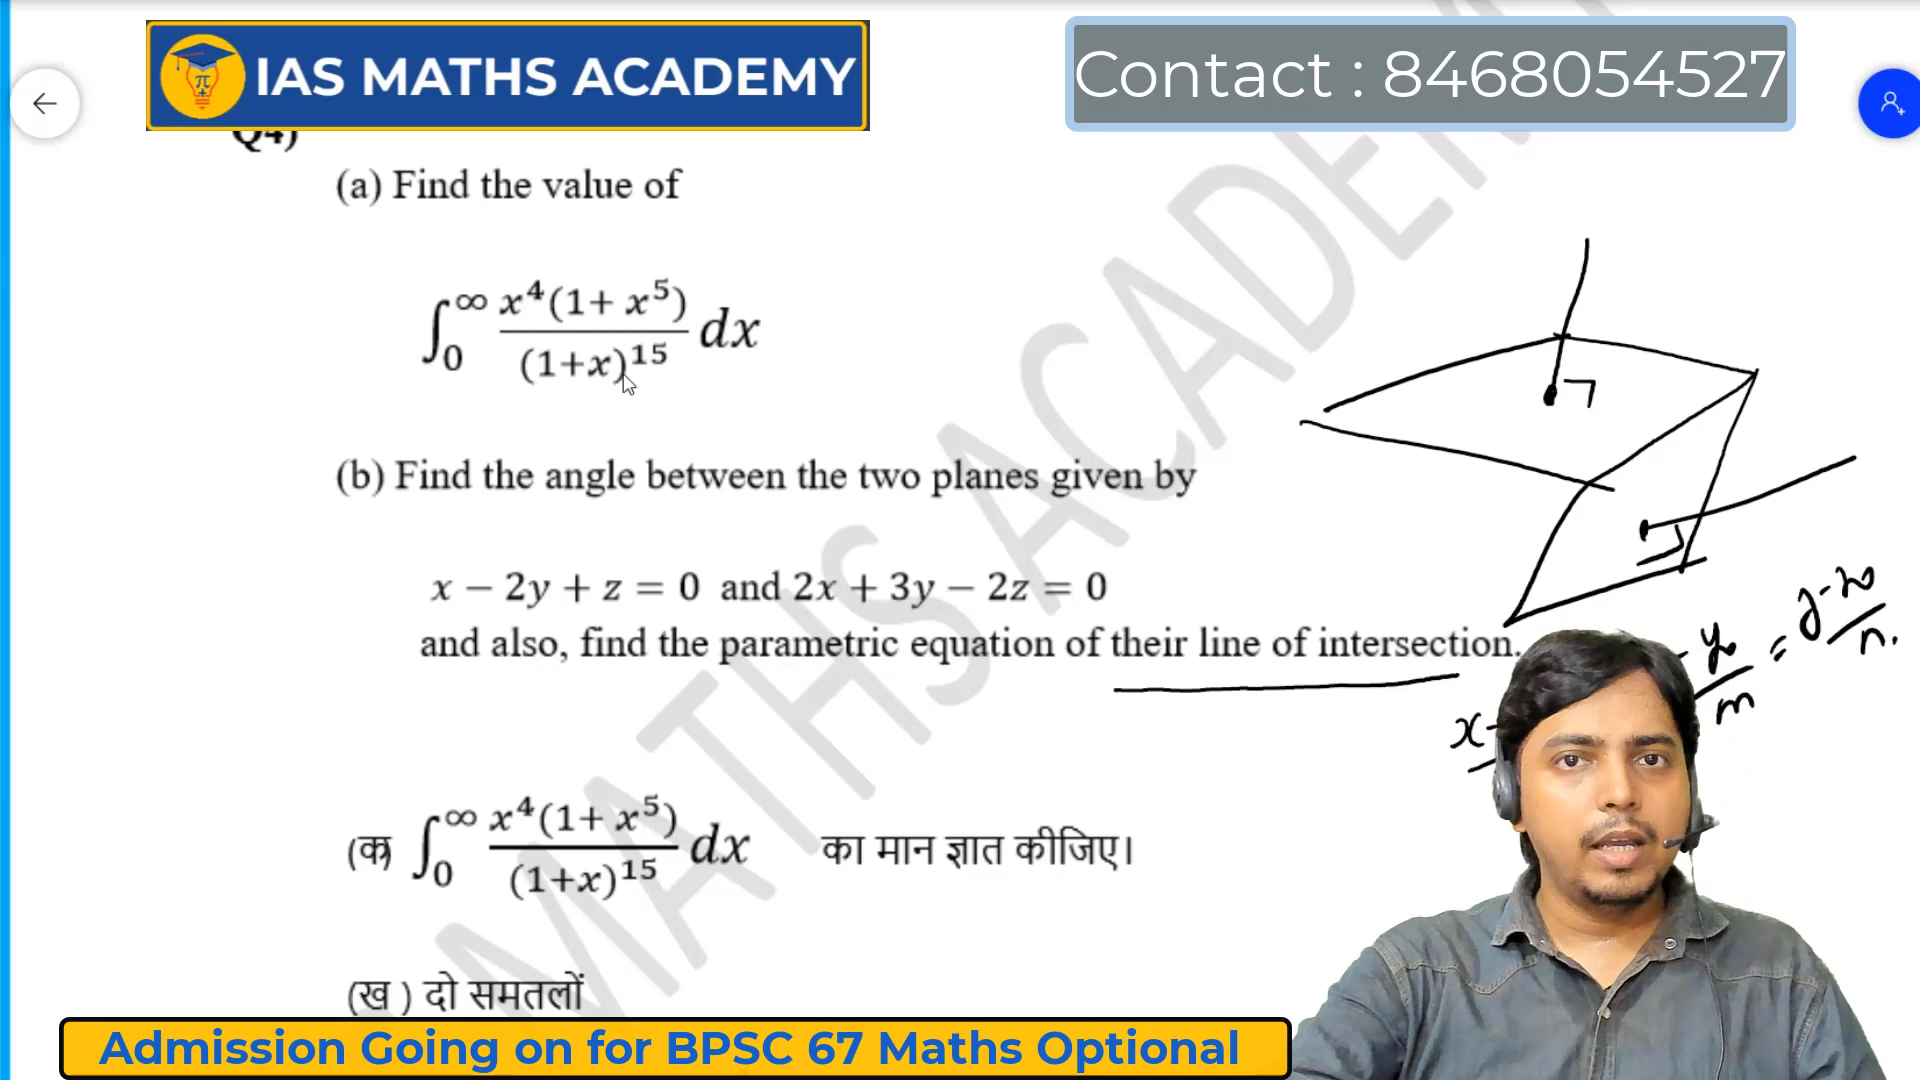 IAS MATHS ACADEMY
Contact : 8468054527
Q4)
(a) Find the value of
∫₀^∞ x⁴(1+ x⁵) / (1+x)¹⁵ dx
(b) Find the angle between the two planes given by
x − 2y + z = 0 and 2x + 3y − 2z = 0
and also, find the parametric equation of their line of intersection.
(क) ∫₀^∞ x⁴(1+ x⁵) / (1+x)¹⁵ dx का मान ज्ञात कीजिए।
(ख ) दो समतलों
MATHS ACADEMY
Admission Going on for BPSC 67 Maths Optional